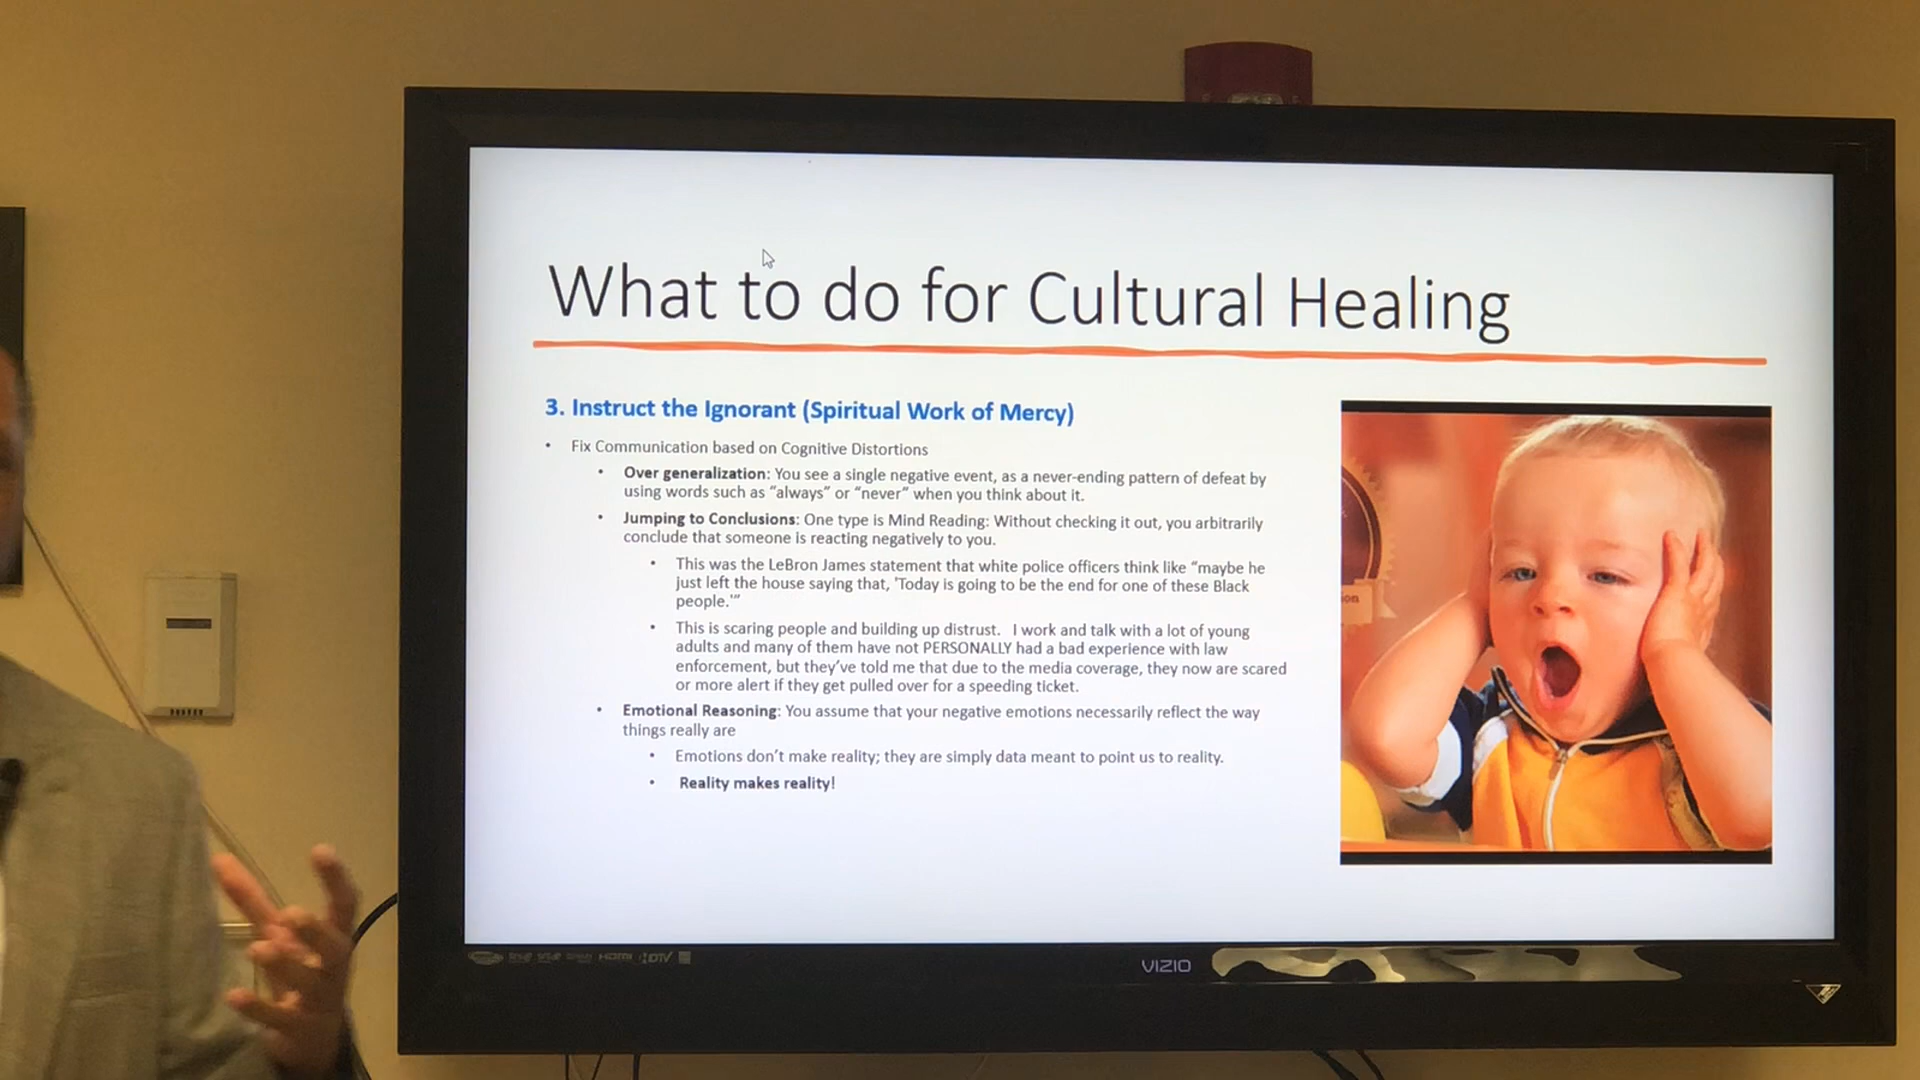 What to do for Cultural Healing
3. Instruct the Ignorant (Spiritual Work of Mercy)
• Fix Communication based on Cognitive Distortions
• Over generalization: You see a single negative event, as a never-ending pattern of defeat by
using words such as "always" or "never" when you think about it.
• Jumping to Conclusions: One type is Mind Reading: Without checking it out, you arbitrarily
conclude that someone is reacting negatively to you.
• This was the LeBron James statement that white police officers think like "maybe he
just left the house saying that, 'Today is going to be the end for one of these Black
people.'"
• This is scaring people and building up distrust. I work and talk with a lot of young
adults and many of them have not PERSONALLY had a bad experience with law
enforcement, but they've told me that due to the media coverage, they now are scared
or more alert if they get pulled over for a speeding ticket.
• Emotional Reasoning: You assume that your negative emotions necessarily reflect the way
things really are
• Emotions don't make reality; they are simply data meant to point us to reality.
• Reality makes reality!
ion
HDMI HDTV
VIZIO